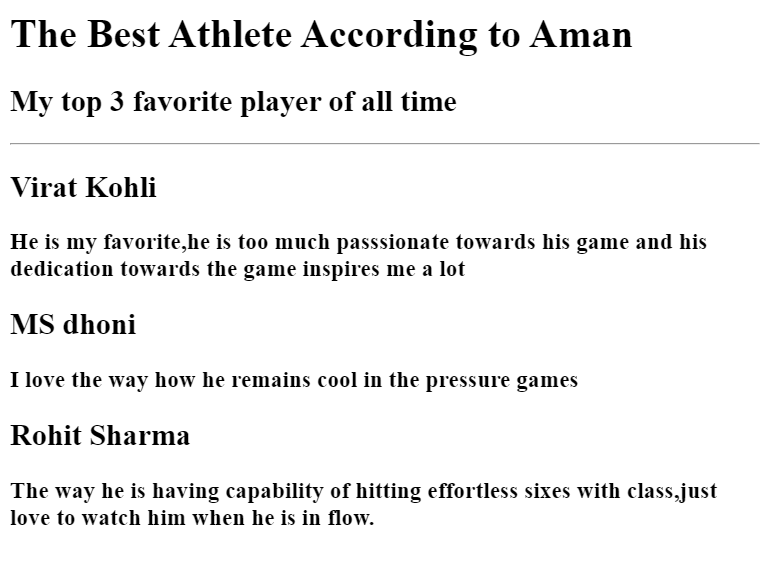 The Best Athlete According to Aman
My top 3 favorite player of all time
Virat Kohli
He is my favorite,he is too much passsionate towards his game and his
dedication towards the game inspires me a lot
MS dhoni
I love the way how he remains cool in the pressure games
Rohit Sharma
The way he is having capability of hitting effortless sixes with class,just
love to watch him when he is in flow.